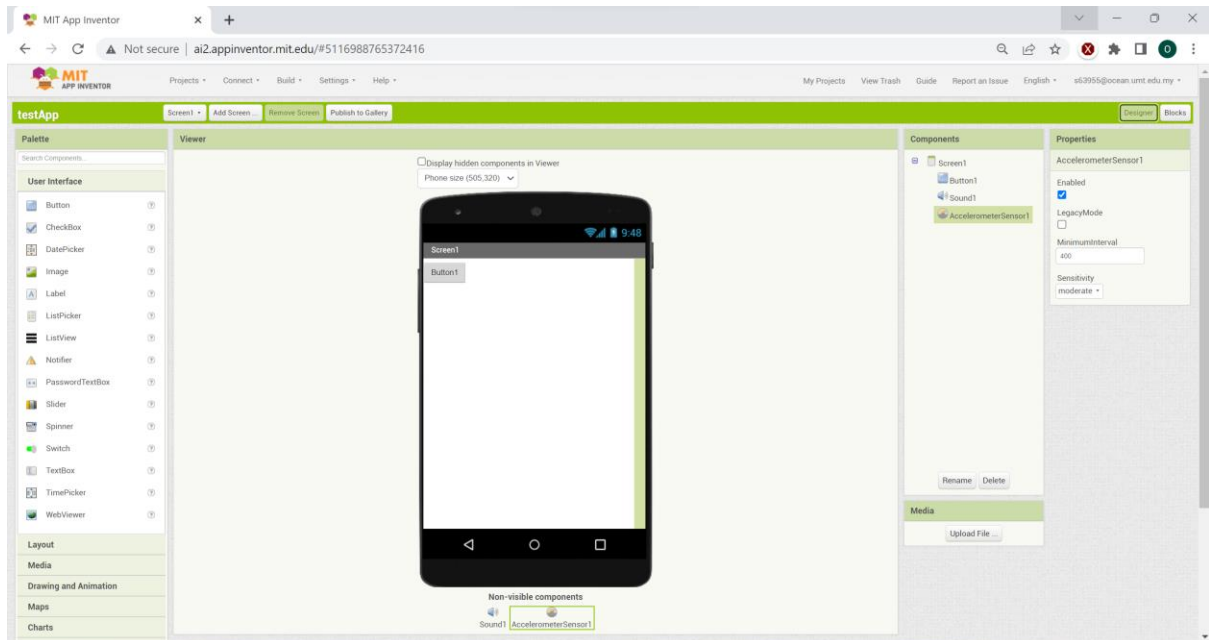 MIT App Inventor
Not secure | ai2.appinventor.mit.edu/#5116988765372416
MIT
APP INVENTOR
Projects Connect Build Settings Help
My Projects View Trash Guide Report an Issue English s63955@ocean.umt.edu.my
testApp
Screen1 Add Screen ... Remove Screen Publish to Gallery
Designer Blocks
Palette
Search Components...
User Interface
Button
CheckBox
DatePicker
Image
Label
ListPicker
ListView
Notifier
PasswordTextBox
Slider
Spinner
Switch
TextBox
TimePicker
WebViewer
Layout
Media
Drawing and Animation
Maps
Charts
Viewer
Display hidden components in Viewer
Phone size (505,320)
9:48
Screen1
Button1
Non-visible components
Sound1 AccelerometerSensor1
Components
Screen1
Button1
Sound1
AccelerometerSensor1
Rename Delete
Media
Upload File ...
Properties
AccelerometerSensor1
Enabled
LegacyMode
MinimumInterval
400
Sensitivity
moderate